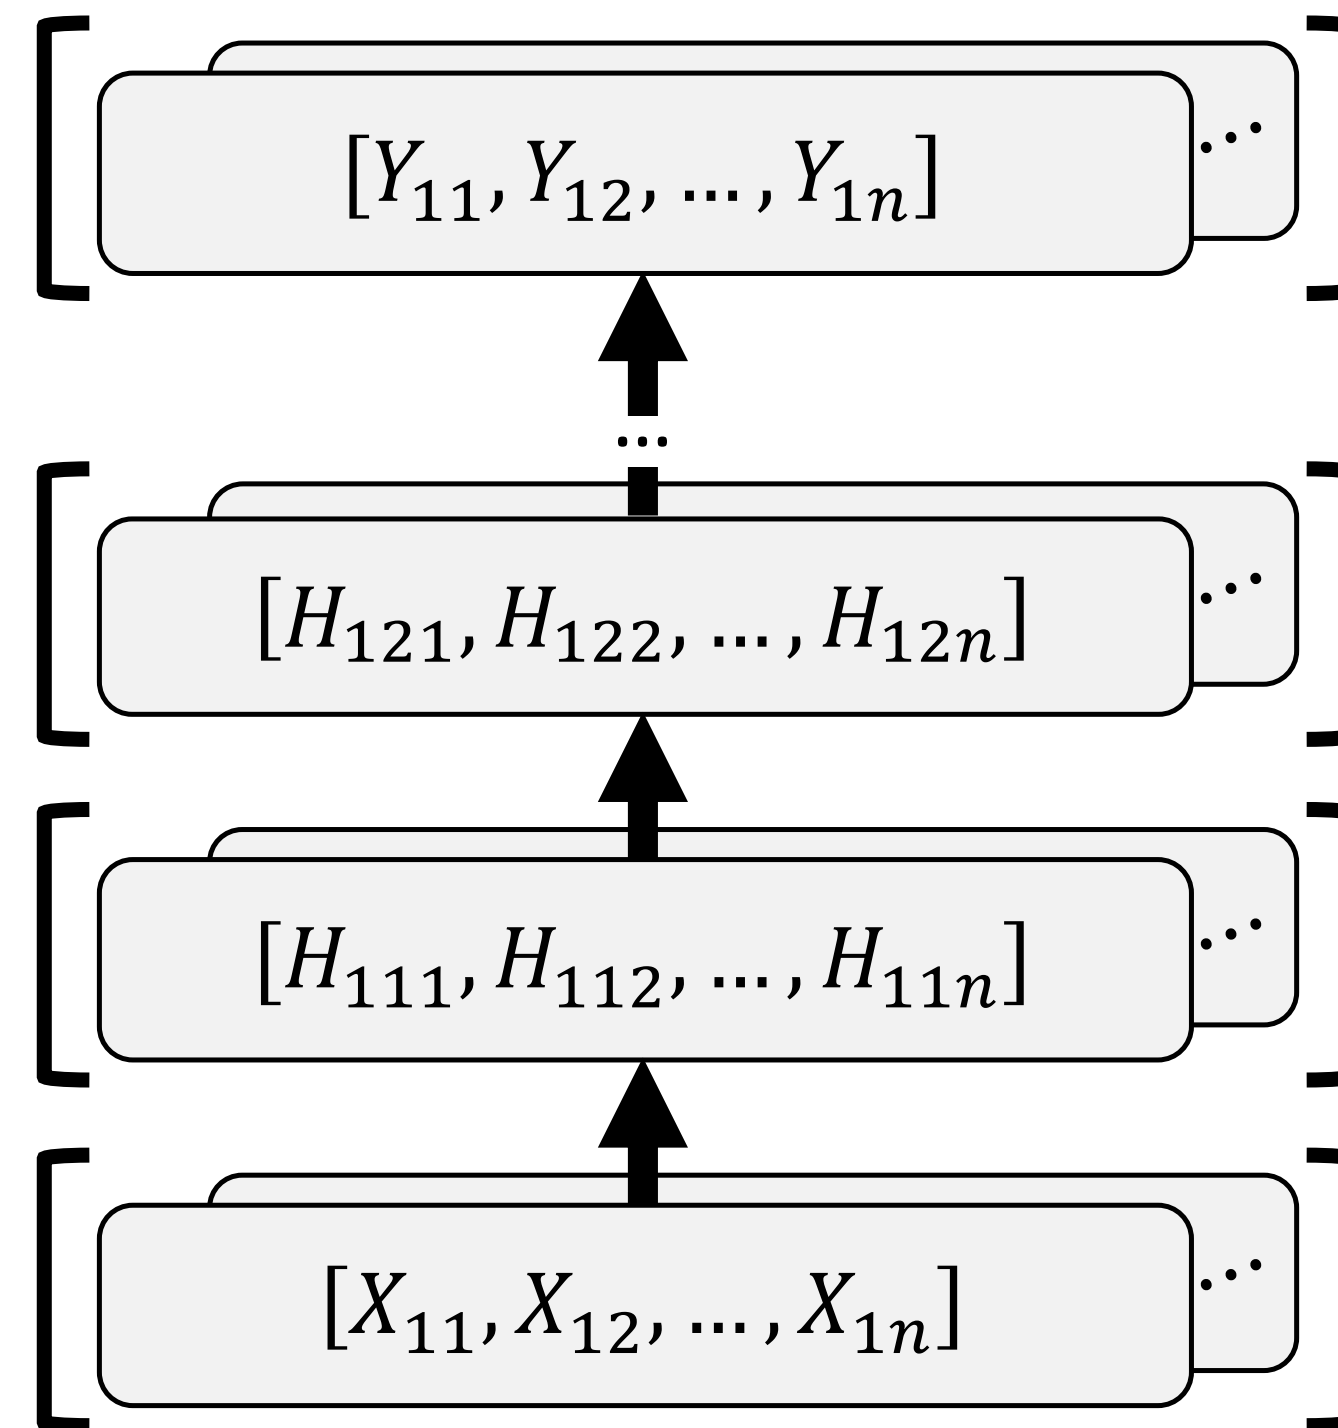 [Y₁₁, Y₁₂, … , Y₁ₙ]
⋯
…
[H₁₂₁, H₁₂₂, … , H₁₂ₙ]
⋯
[H₁₁₁, H₁₁₂, … , H₁₁ₙ]
⋯
[X₁₁, X₁₂, … , X₁ₙ]
⋯